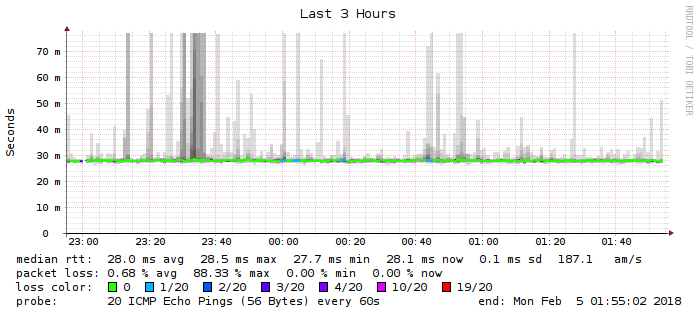 Last 3 Hours
RRDTOOL / TOBI OETIKER
Seconds
70 m
60 m
50 m
40 m
30 m
20 m
10 m
0
23:00 23:20 23:40 00:00 00:20 00:40 01:00 01:20 01:40
median rtt: 28.0 ms avg 28.5 ms max 27.7 ms min 28.1 ms now 0.1 ms sd 187.1 am/s
packet loss: 0.68 % avg 88.33 % max 0.00 % min 0.00 % now
loss color: 0 1/20 2/20 3/20 4/20 10/20 19/20
probe: 20 ICMP Echo Pings (56 Bytes) every 60s end: Mon Feb 5 01:55:02 2018